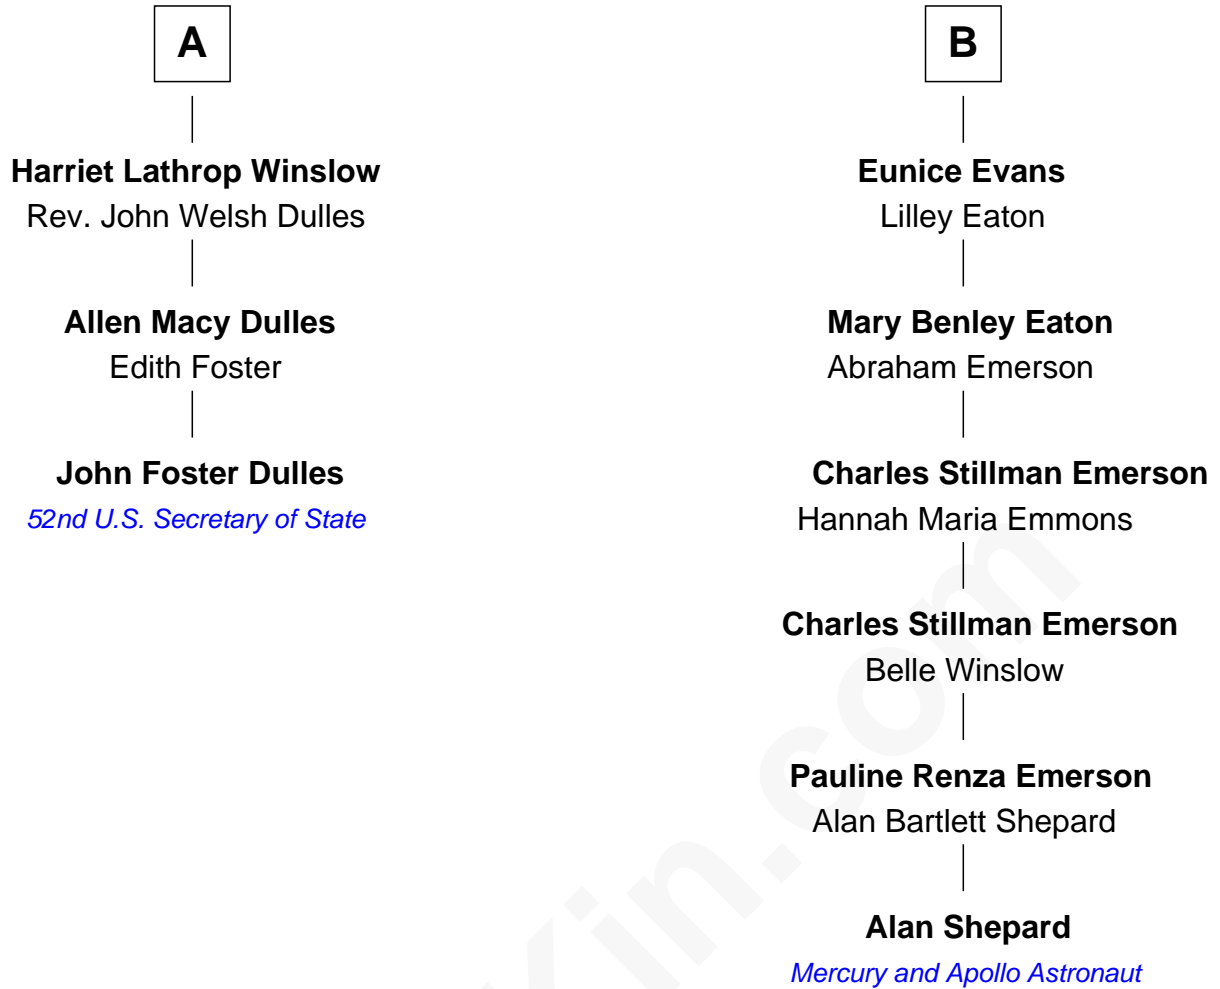 A
Harriet Lathrop Winslow
Rev. John Welsh Dulles
Allen Macy Dulles
Edith Foster
John Foster Dulles
52nd U.S. Secretary of State
B
Eunice Evans
Lilley Eaton
Mary Benley Eaton
Abraham Emerson
Charles Stillman Emerson
Hannah Maria Emmons
Charles Stillman Emerson
Belle Winslow
Pauline Renza Emerson
Alan Bartlett Shepard
Alan Shepard
Mercury and Apollo Astronaut
Kin.com